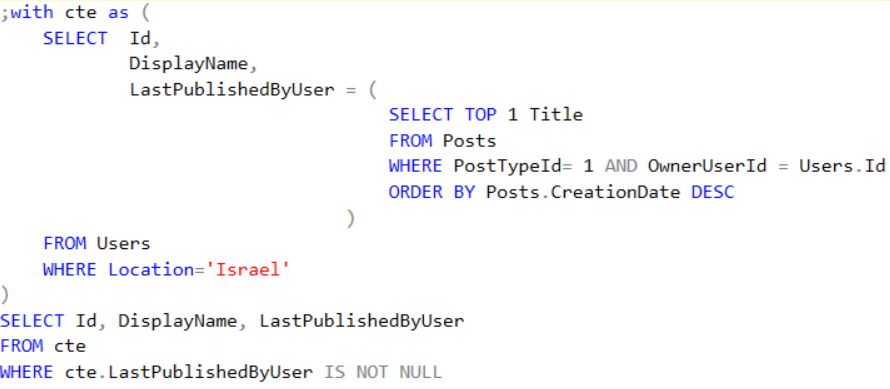 ;with cte as (
    SELECT  Id,
            DisplayName,
            LastPublishedByUser = (
                                    SELECT TOP 1 Title
                                    FROM Posts
                                    WHERE PostTypeId= 1 AND OwnerUserId = Users.Id
                                    ORDER BY Posts.CreationDate DESC
                                )
    FROM Users
    WHERE Location='Israel'
)
SELECT Id, DisplayName, LastPublishedByUser
FROM cte
WHERE cte.LastPublishedByUser IS NOT NULL